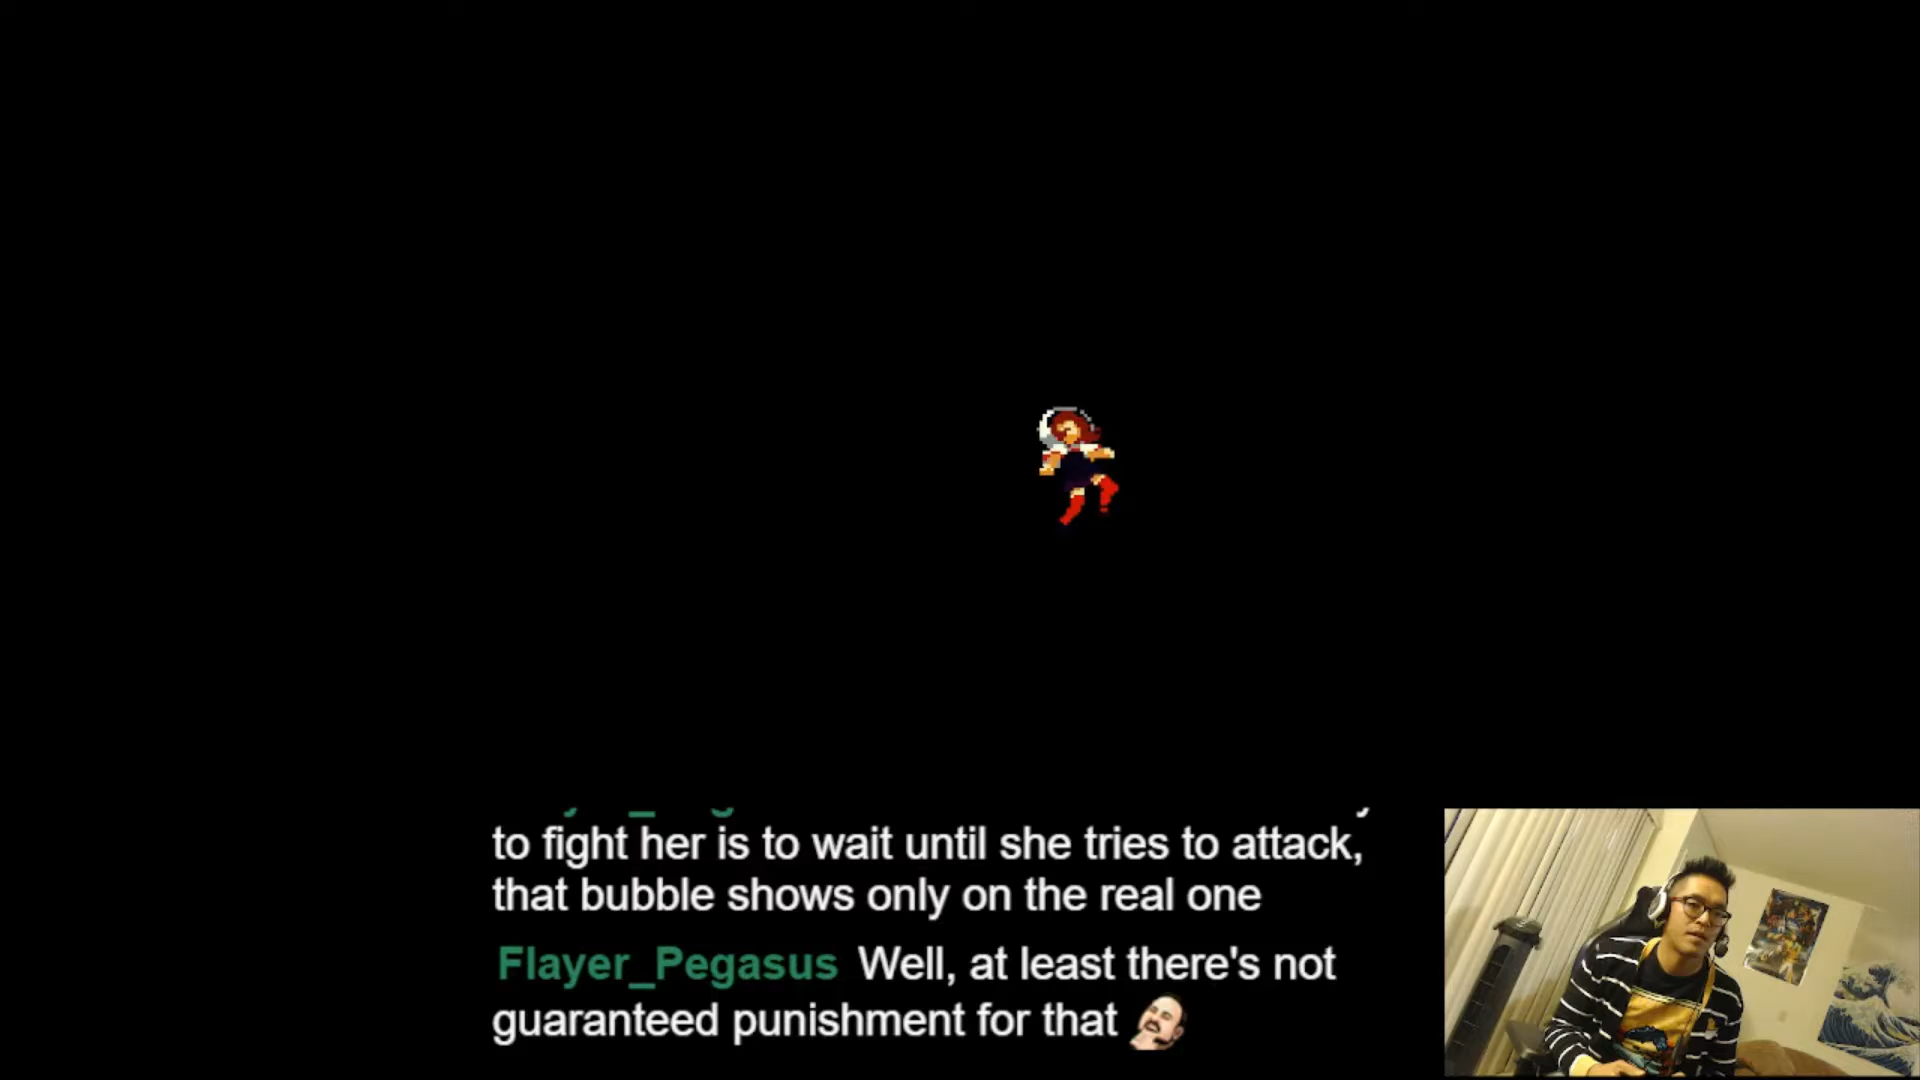 to fight her is to wait until she tries to attack,
that bubble shows only on the real one
Flayer_Pegasus Well, at least there's not
guaranteed punishment for that